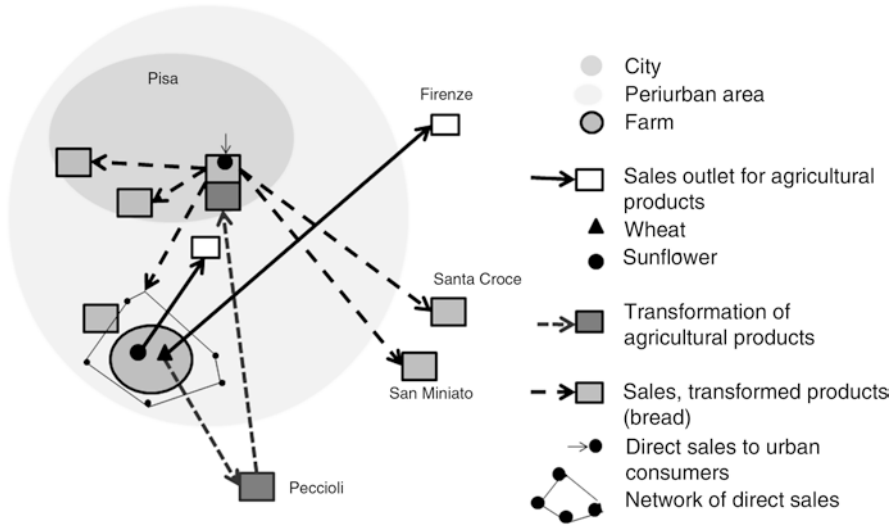 Pisa
Firenze
Santa Croce
San Miniato
Peccioli
City
Periurban area
Farm
Sales outlet for agricultural
products
Wheat
Sunflower
Transformation of
agricultural products
Sales, transformed products
(bread)
Direct sales to urban
consumers
Network of direct sales